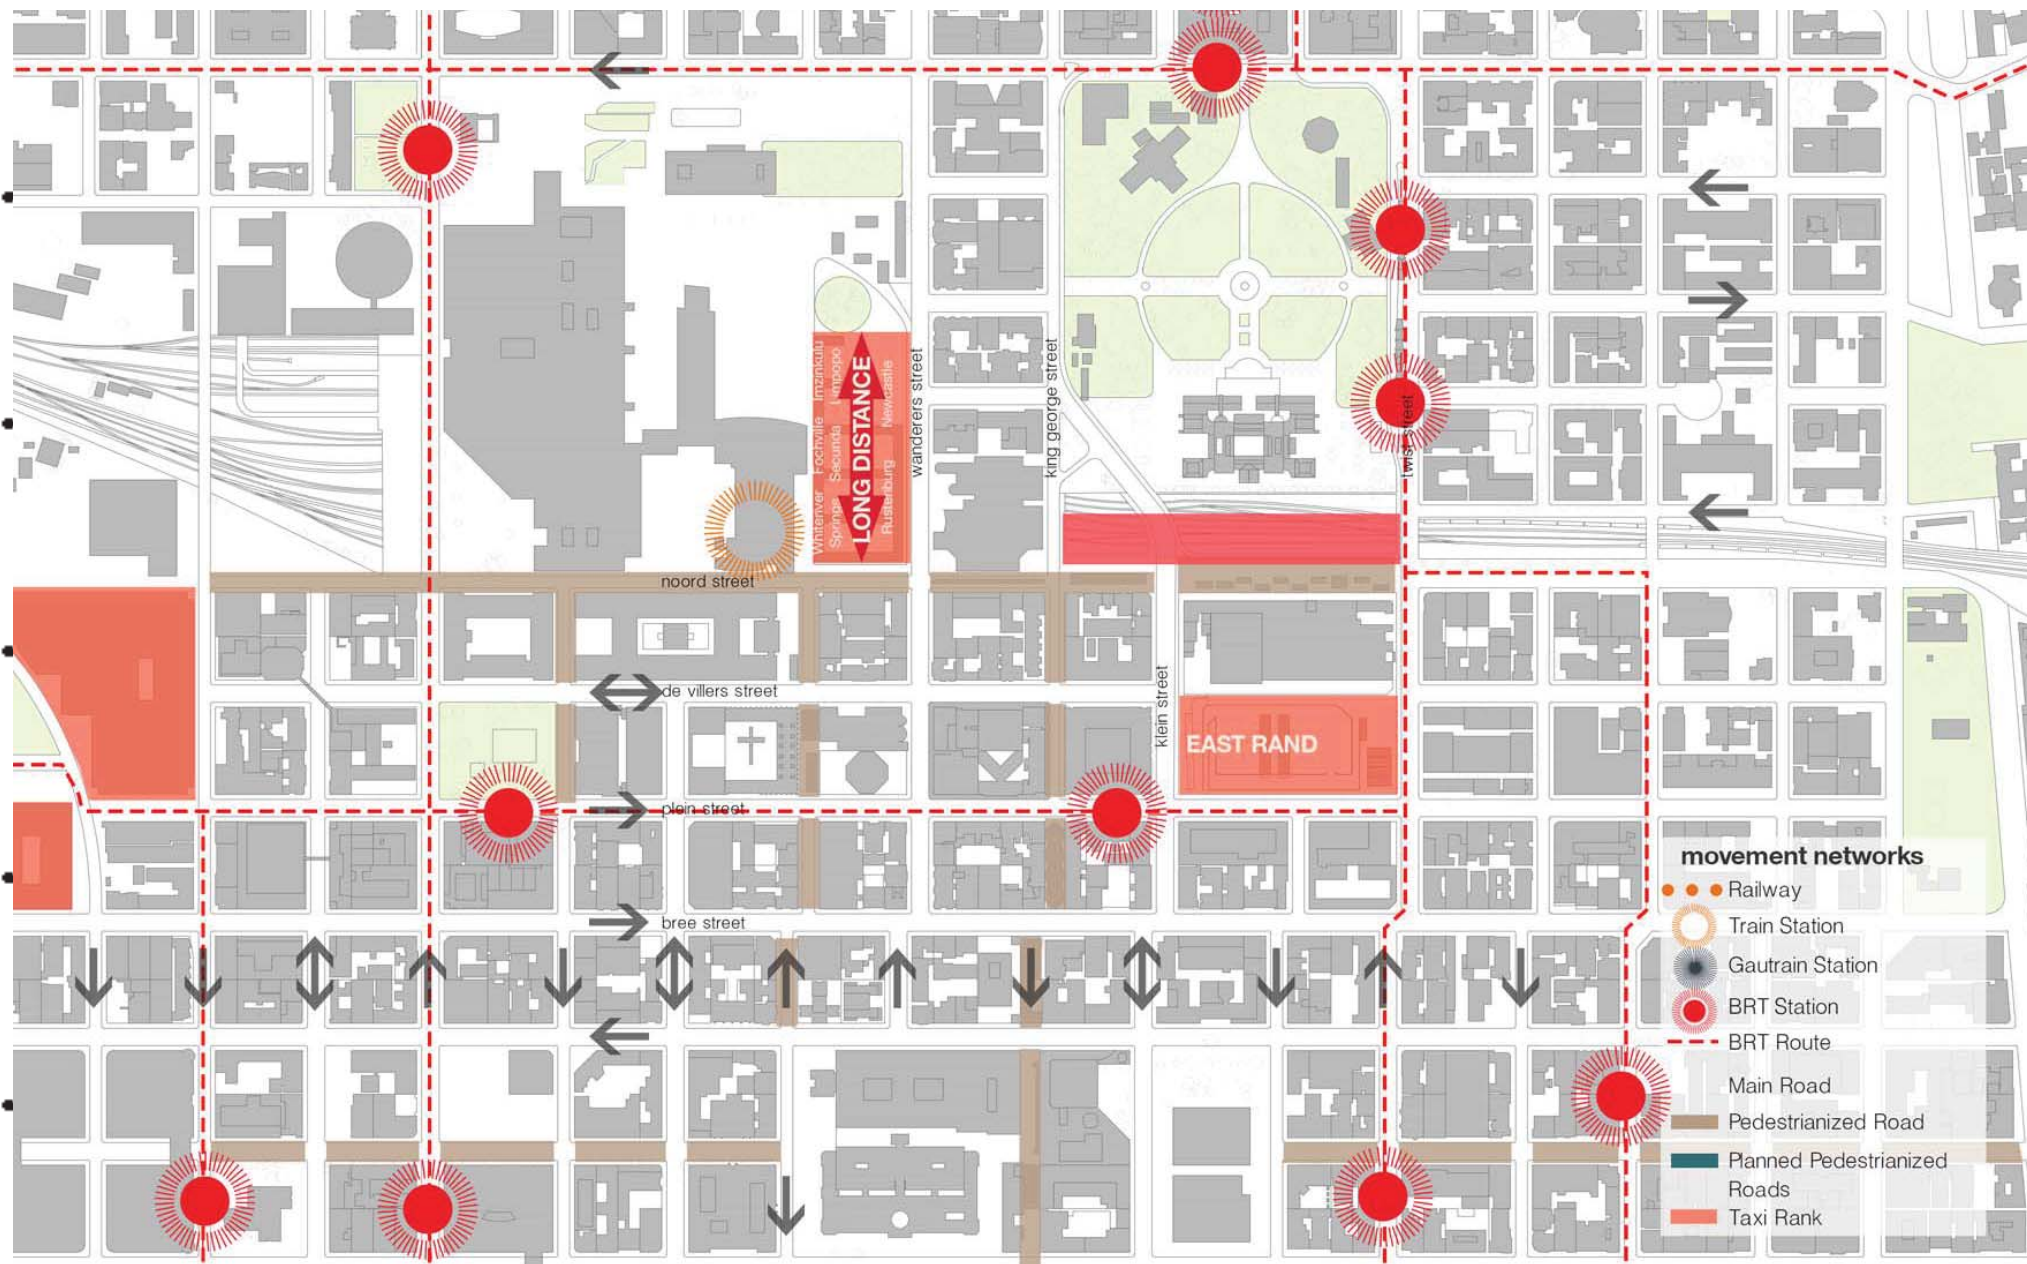 wanderers street
king george street
twist street
Whiteriver Fochville Imzinkulu
Springs Secunda Limpopo
LONG DISTANCE
Rustenburg Newcastle
noord street
de villers street
klein street
EAST RAND
plein street
bree street
movement networks
Railway
Train Station
Gautrain Station
BRT Station
BRT Route
Main Road
Pedestrianized Road
Planned Pedestrianized
Roads
Taxi Rank